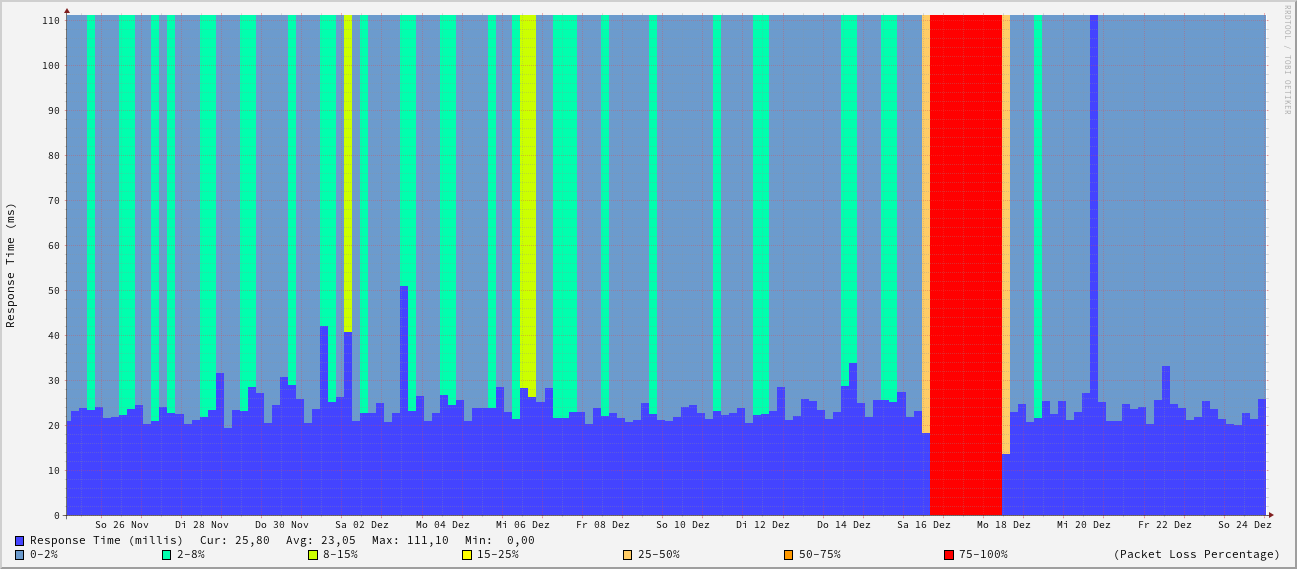 RRDTOOL / TOBI OETIKER
Response Time (ms)
110
100
90
80
70
60
50
40
30
20
10
0
So 26 Nov Di 28 Nov Do 30 Nov Sa 02 Dez Mo 04 Dez Mi 06 Dez Fr 08 Dez So 10 Dez Di 12 Dez Do 14 Dez Sa 16 Dez Mo 18 Dez Mi 20 Dez Fr 22 Dez So 24 Dez
Response Time (millis) Cur: 25,80 Avg: 23,05 Max: 111,10 Min: 0,00
0-2% 2-8% 8-15% 15-25% 25-50% 50-75% 75-100% (Packet Loss Percentage)